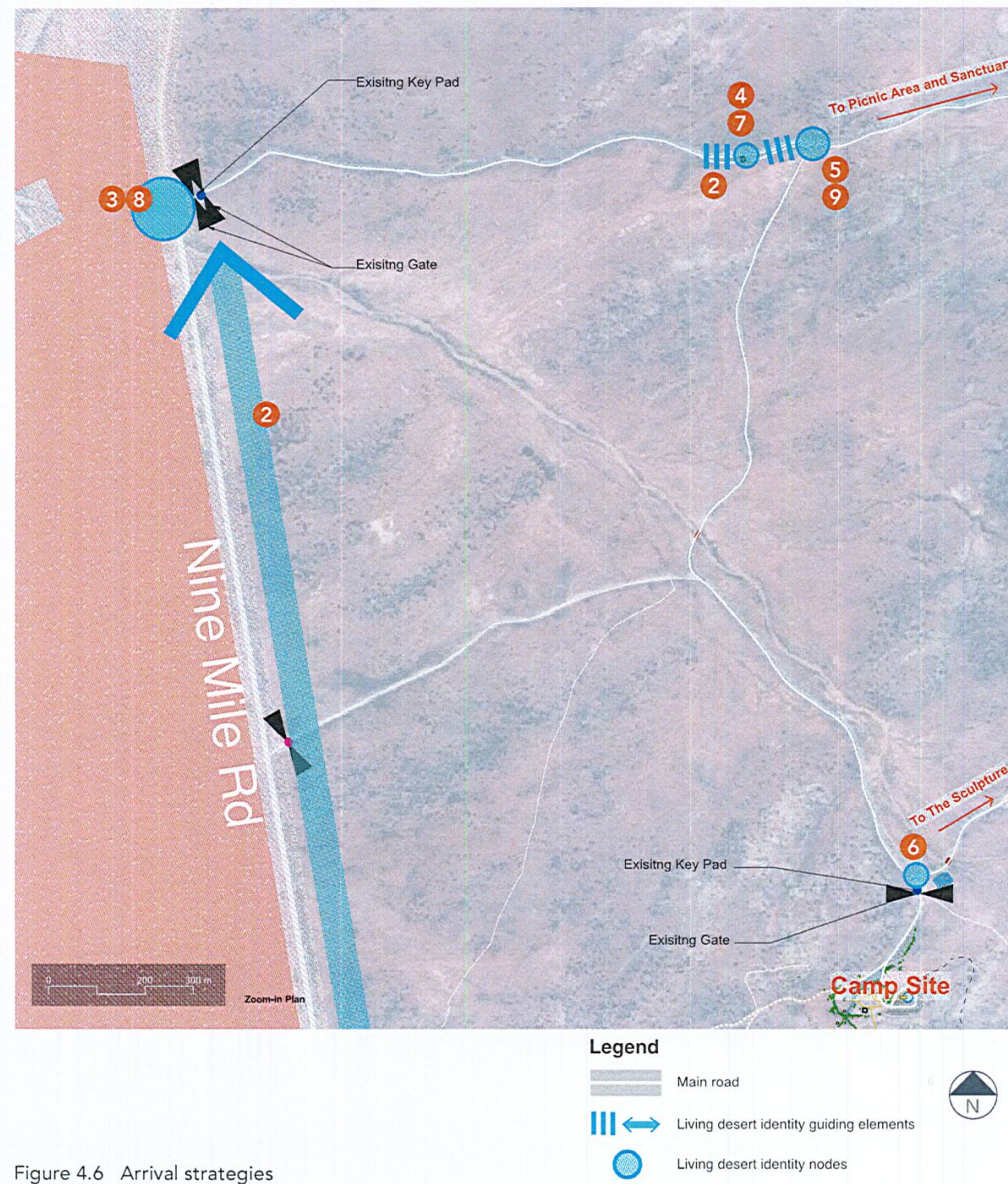 Exisitng Key Pad
4
7
To Picnic Area and Sanctuar
3 8
2
5
9
Exisitng Gate
2
Nine Mile Rd
To The Sculpture
6
Exisitng Key Pad
Exisitng Gate
Camp Site
0 200 300 m
Zoom-in Plan
Legend
Main road
N
Living desert identity guiding elements
Living desert identity nodes
Figure 4.6 Arrival strategies